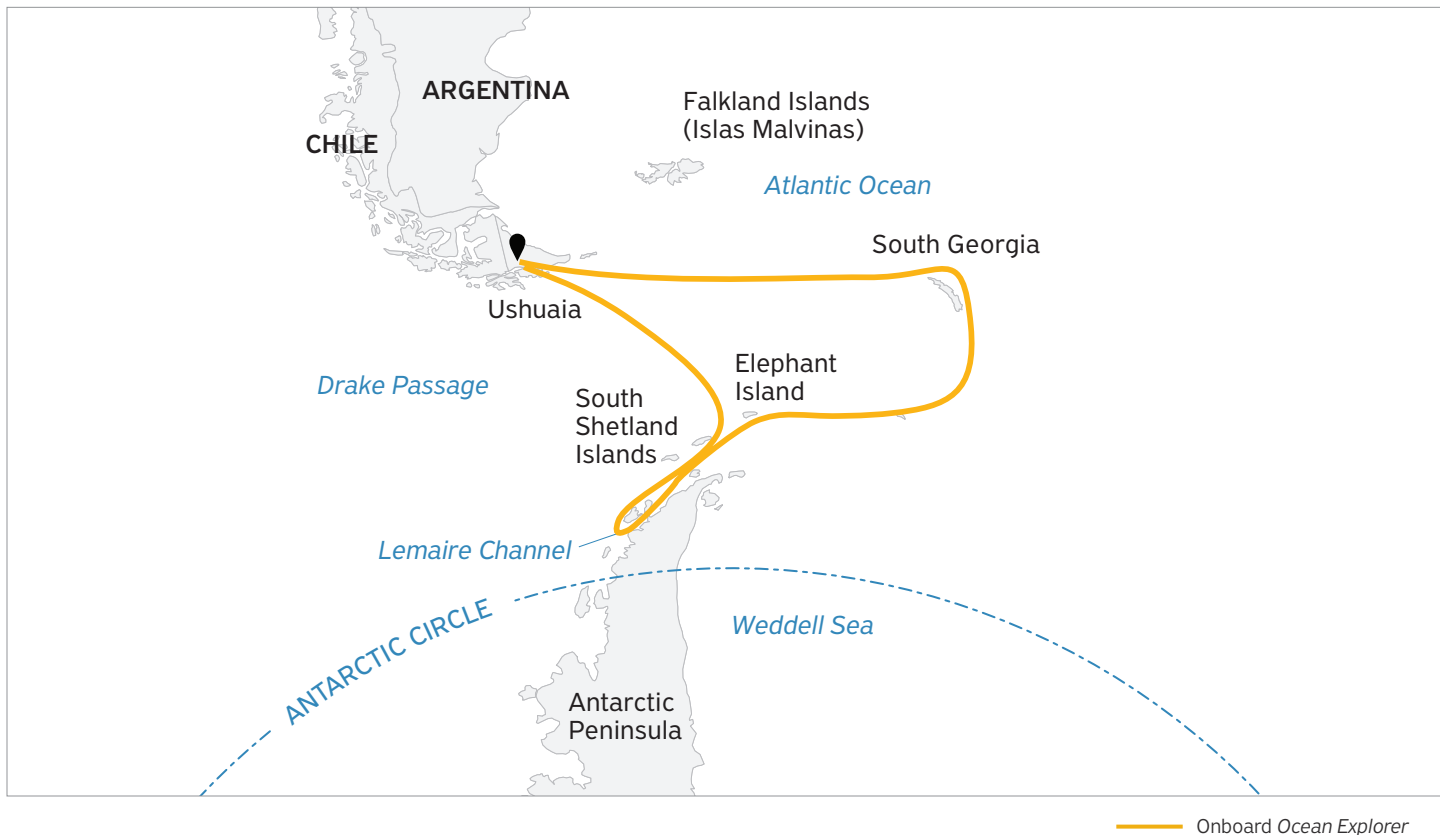 ARGENTINA
CHILE
Falkland Islands
(Islas Malvinas)
Atlantic Ocean
South Georgia
Ushuaia
Elephant
Island
Drake Passage
South
Shetland
Islands
Lemaire Channel
ANTARCTIC CIRCLE
Weddell Sea
Antarctic
Peninsula
Onboard Ocean Explorer